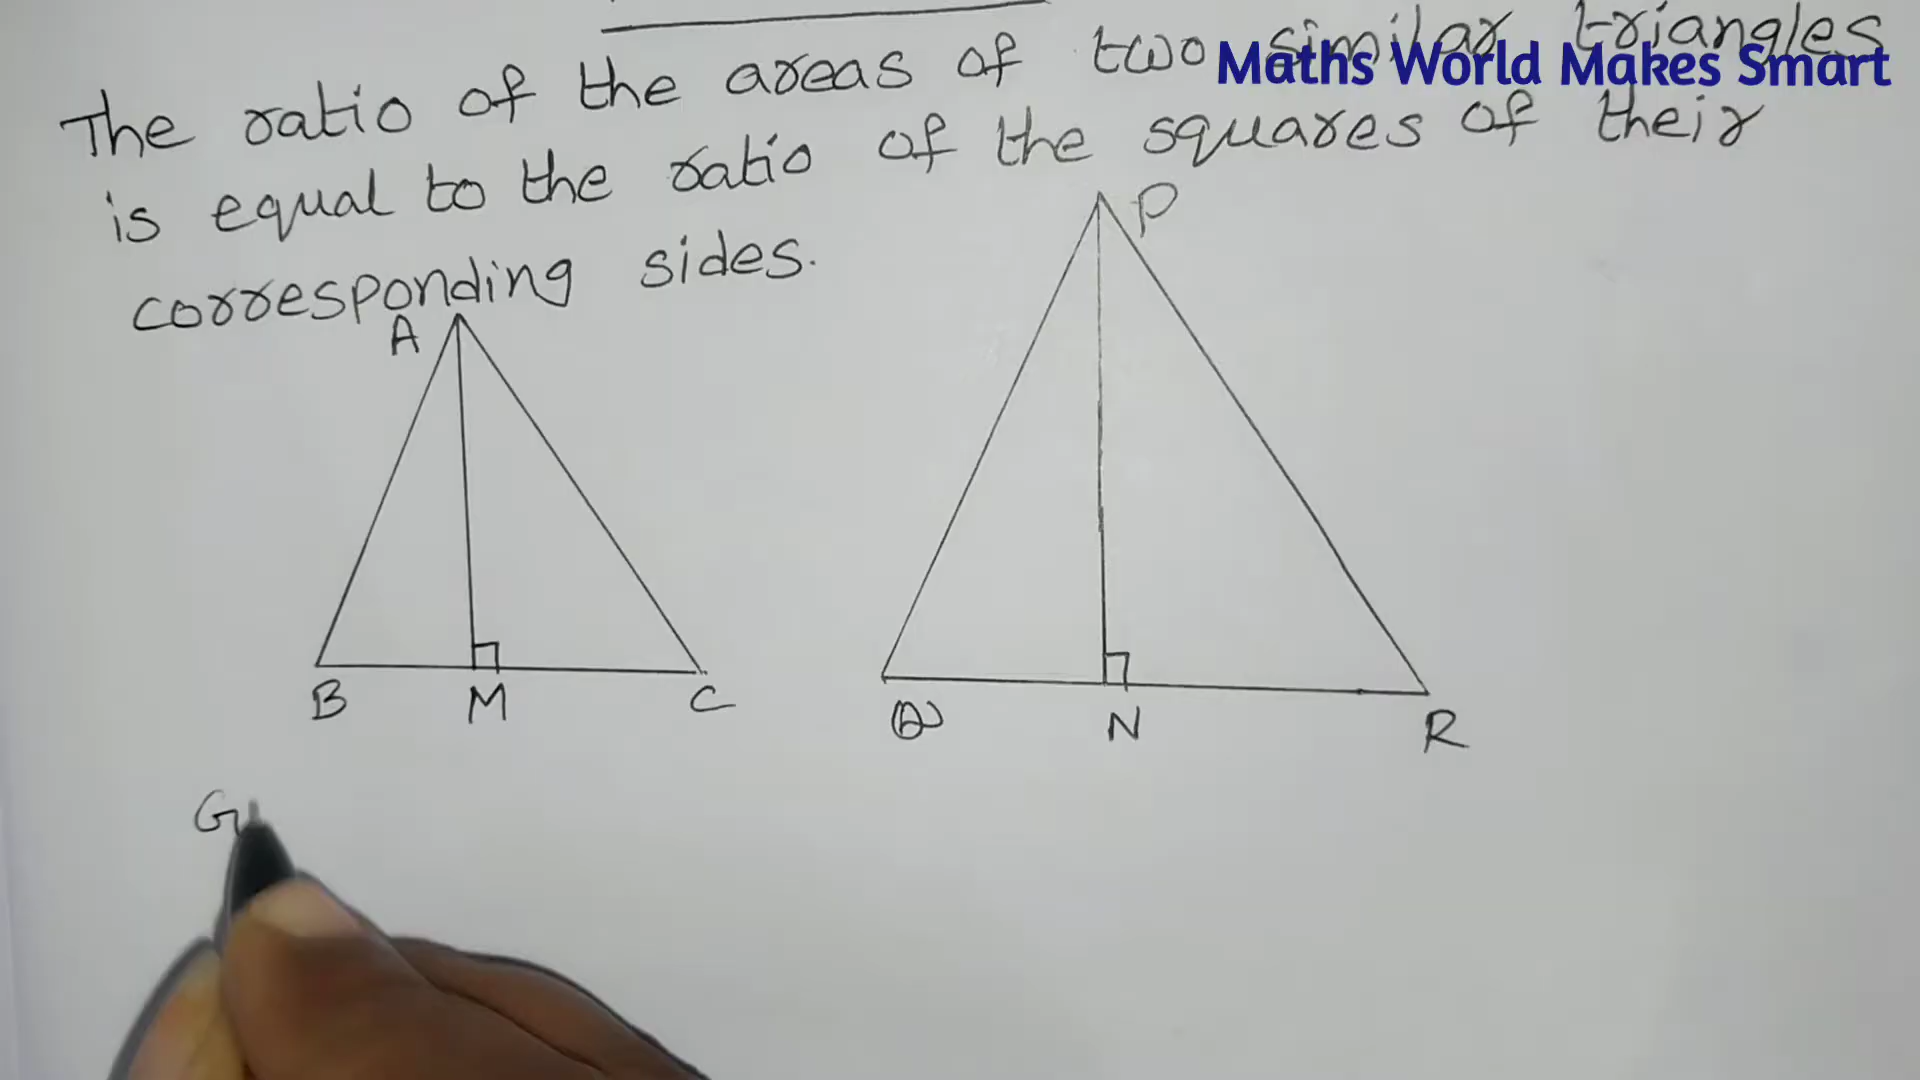 The ratio of the areas of two similar triangles
Maths World Makes Smart
is equal to the ratio of the squares of their
corresponding sides.
P
A
B M C
Q N R